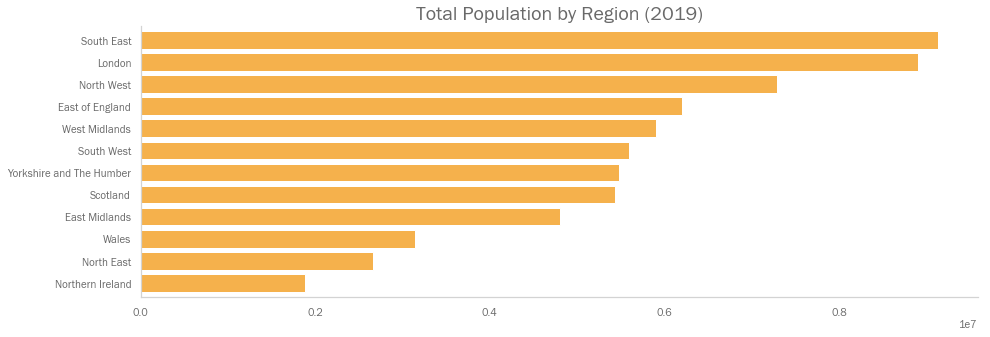 Total Population by Region (2019)
South East
London
North West
East of England
West Midlands
South West
Yorkshire and The Humber
Scotland
East Midlands
Wales
North East
Northern Ireland
0.0 0.2 0.4 0.6 0.8
1e7